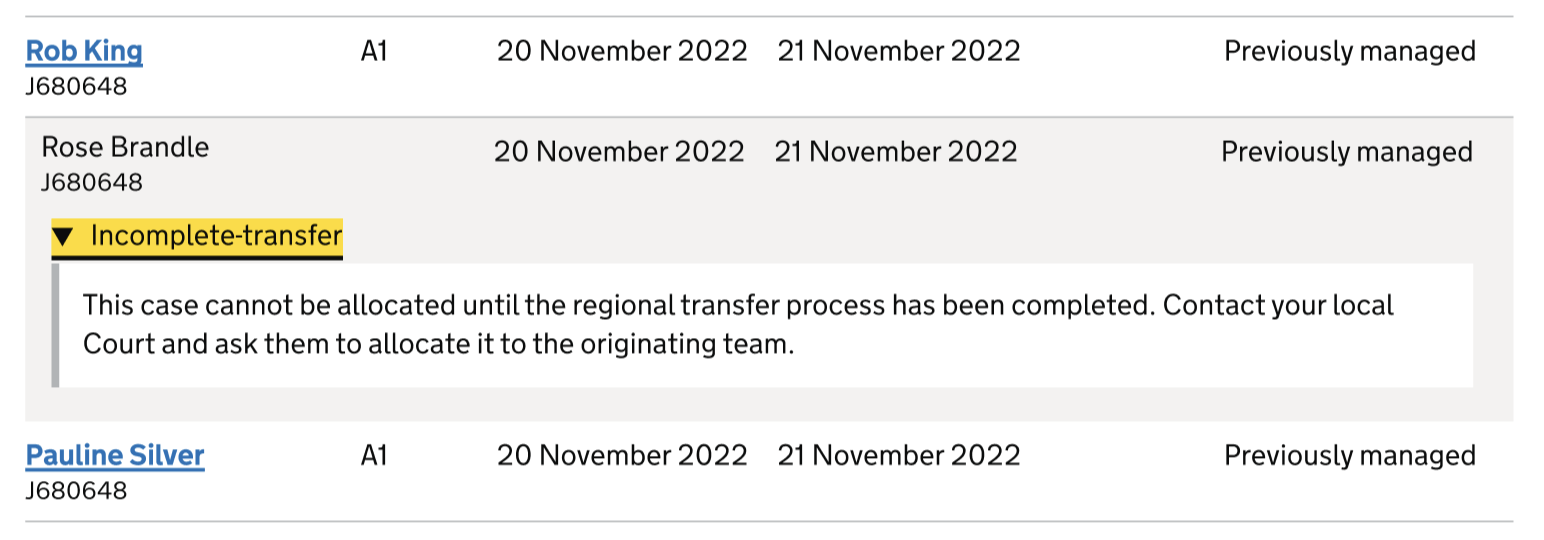 Rob King A1 20 November 2022 21 November 2022 Previously managed
J680648
Rose Brandle 20 November 2022 21 November 2022 Previously managed
J680648
▼ Incomplete-transfer
This case cannot be allocated until the regional transfer process has been completed. Contact your local
Court and ask them to allocate it to the originating team.
Pauline Silver A1 20 November 2022 21 November 2022 Previously managed
J680648